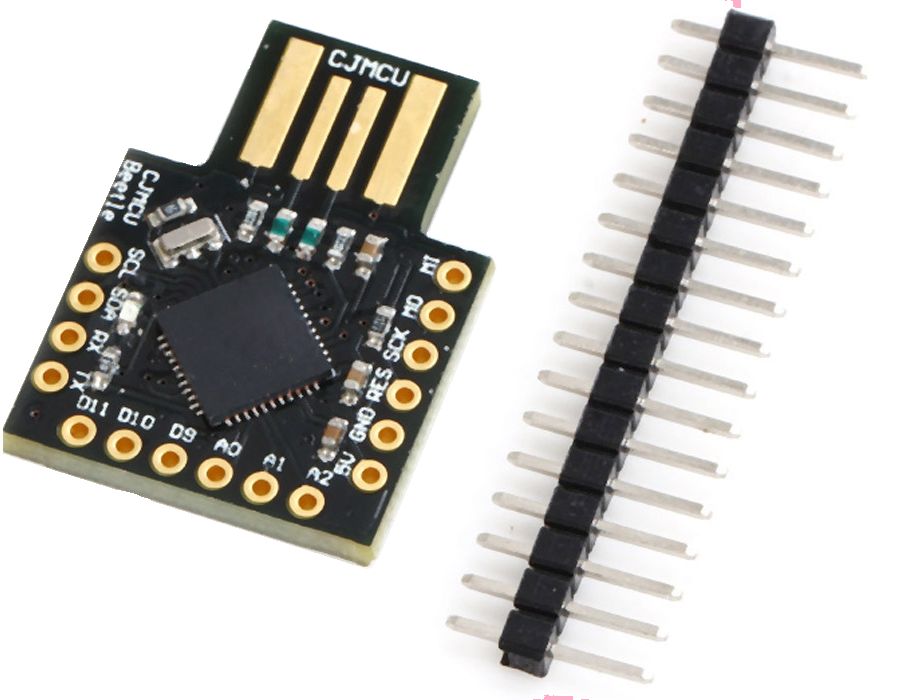 CJMCU
CJMCU
Beetle
SCL
SDA
RX
TX
D11
D10
D9
A0
A1
A2
MI
MO
SCK
RES
GND
5V